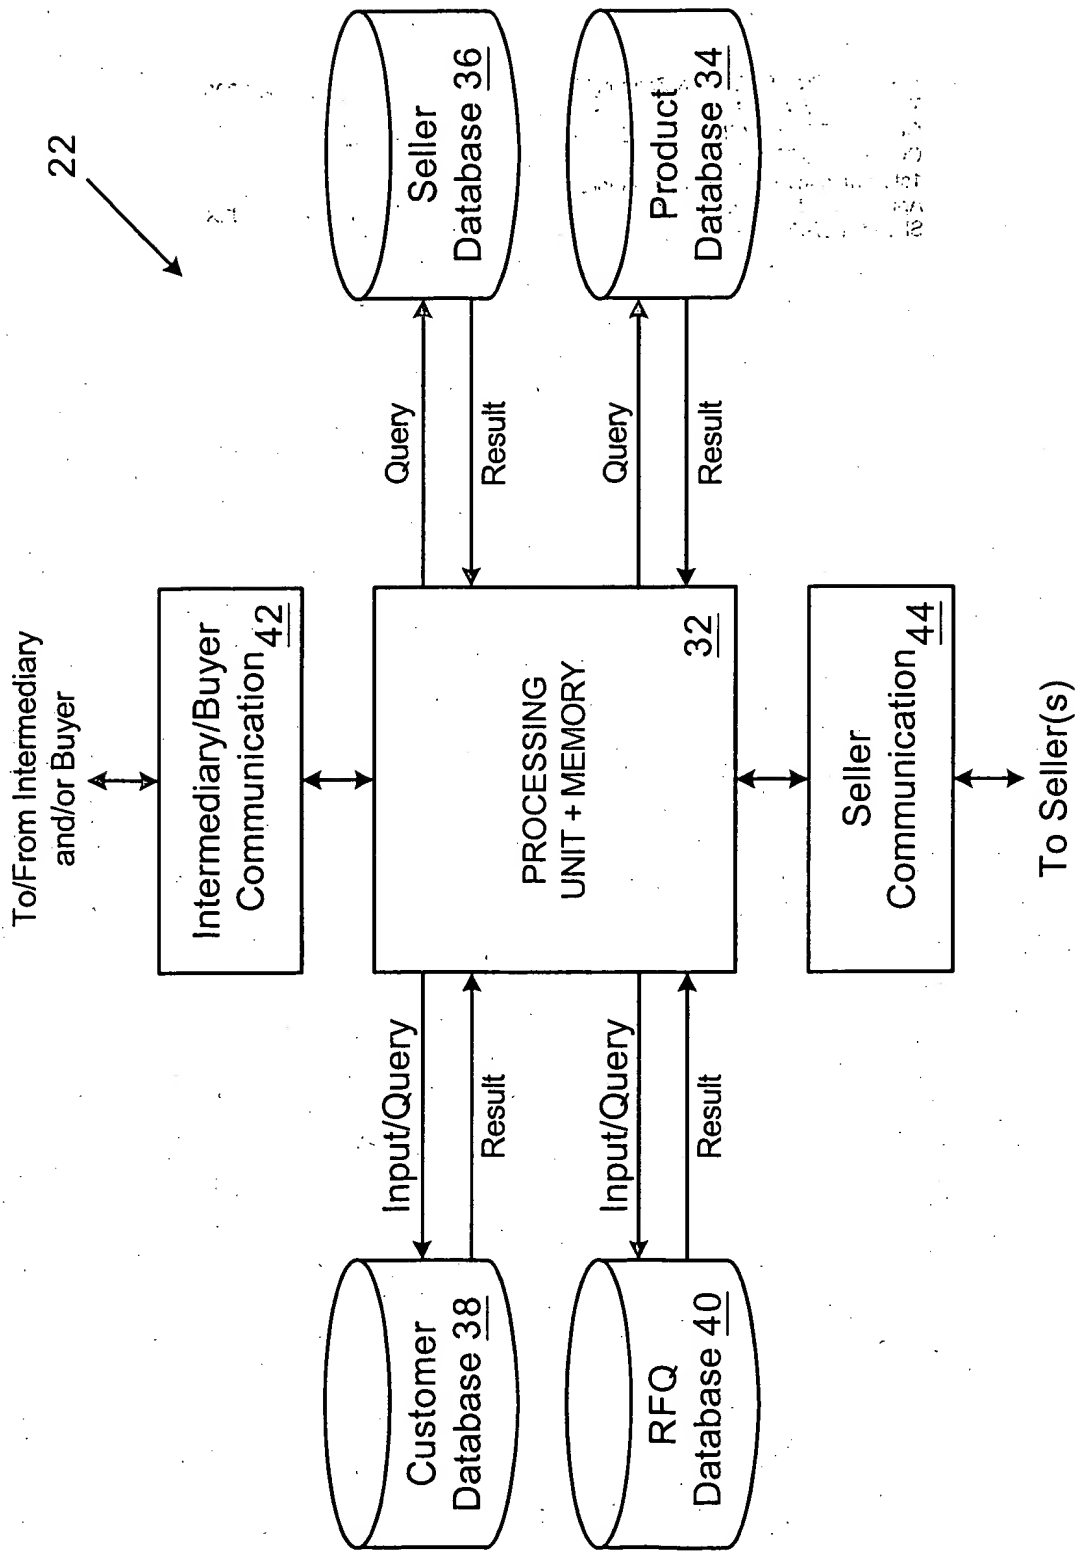 22
To/From Intermediary
and/or Buyer
Intermediary/Buyer
Communication 42
Customer
Database 38
Input/Query
Result
PROCESSING
UNIT + MEMORY
32
Query
Result
Seller
Database 36
RFQ
Database 40
Input/Query
Result
Query
Result
Product
Database 34
Seller
Communication 44
To Seller(s)